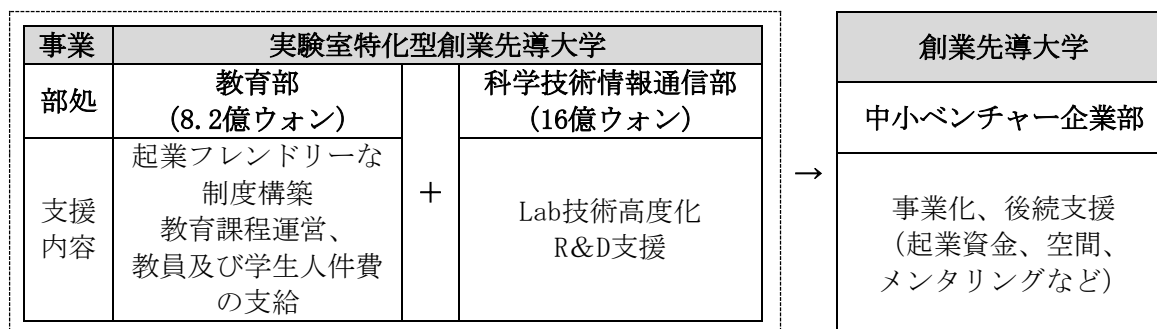 事業
実験室特化型創業先導大学
部処
教育部
(8.2億ウォン)
＋
科学技術情報通信部
(16億ウォン)
支援
内容
起業フレンドリーな
制度構築
教育課程運営、
教員及び学生人件費
の支給
Lab技術高度化
R＆D支援
→
創業先導大学
中小ベンチャー企業部
事業化、後続支援
（起業資金、空間、
メンタリングなど）